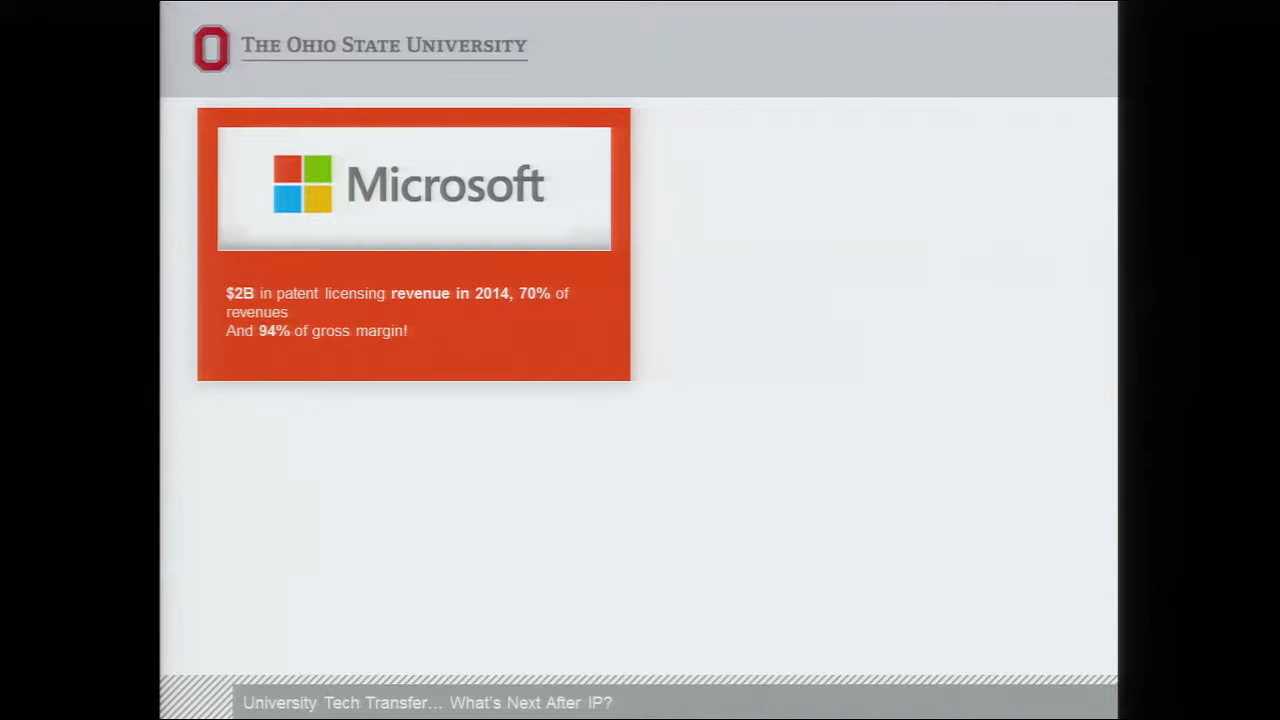 THE OHIO STATE UNIVERSITY
Microsoft
$2B in patent licensing revenue in 2014, 70% of
revenues
And 94% of gross margin!
University Tech Transfer... What's Next After IP?